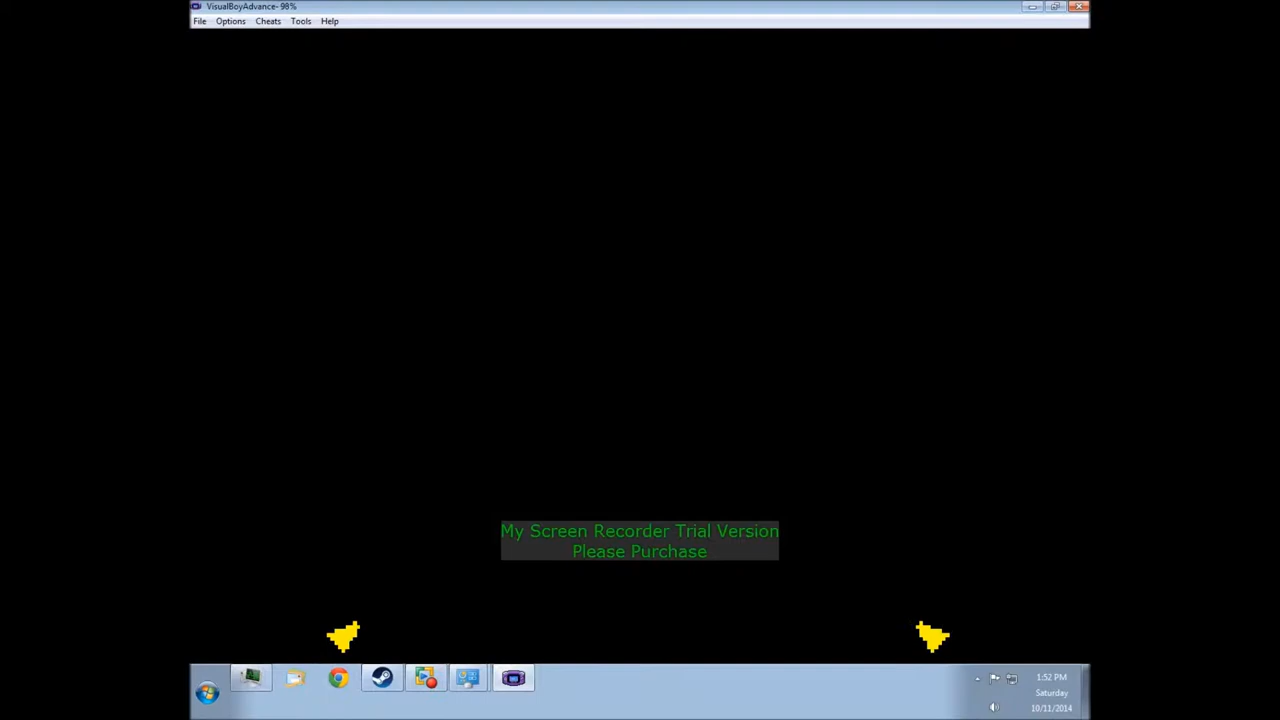 VisualBoyAdvance- 98%
File Options Cheats Tools Help
My Screen Recorder Trial Version
Please Purchase
1:52 PM
Saturday
10/11/2014